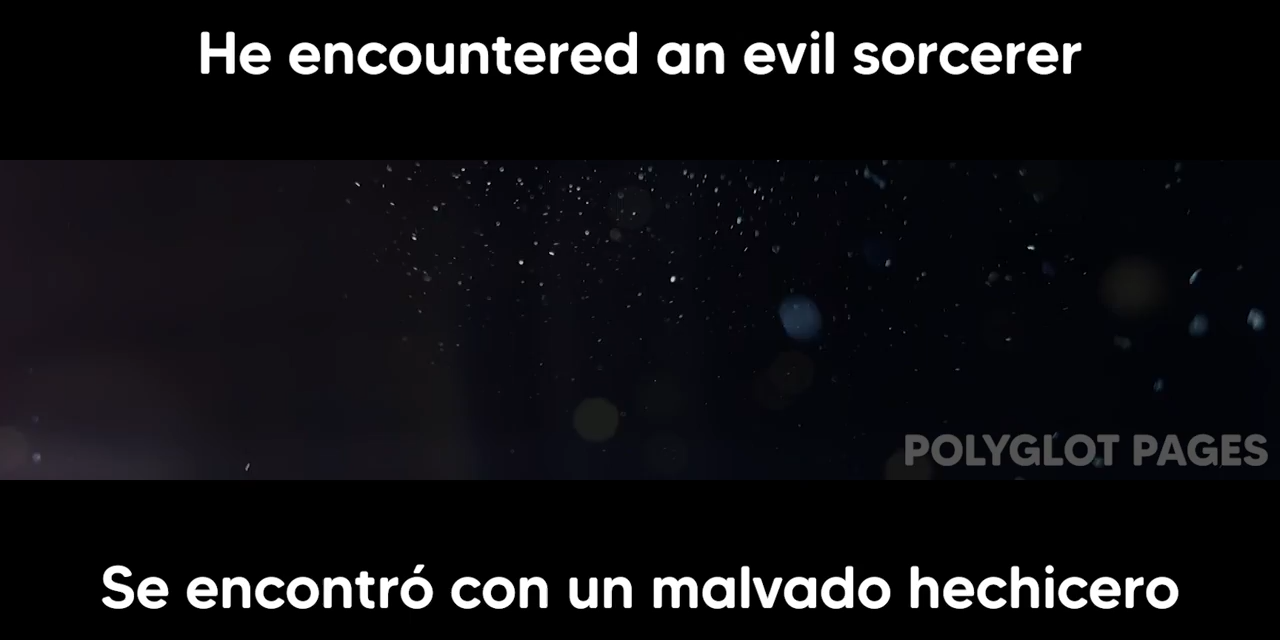 He encountered an evil sorcerer
POLYGLOT PAGES
Se encontró con un malvado hechicero